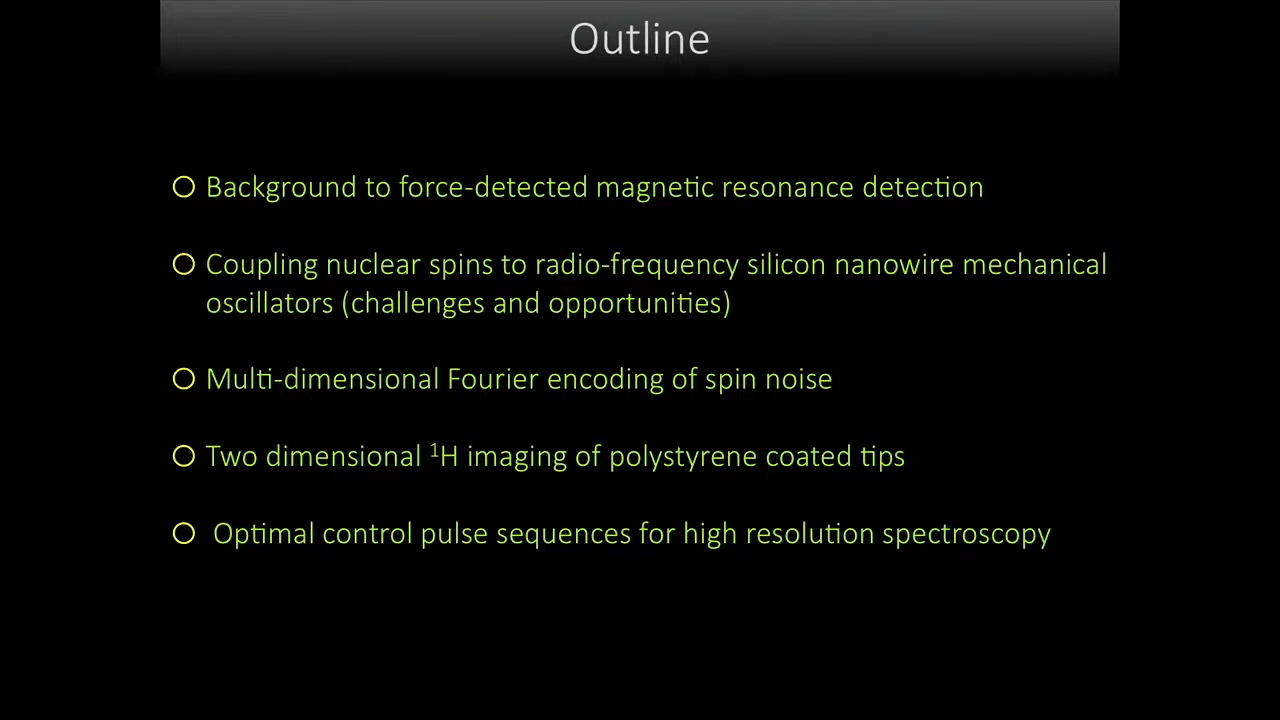 Outline
Background to force-detected magnetic resonance detection
Coupling nuclear spins to radio-frequency silicon nanowire mechanical
oscillators (challenges and opportunities)
Multi-dimensional Fourier encoding of spin noise
Two dimensional ¹H imaging of polystyrene coated tips
Optimal control pulse sequences for high resolution spectroscopy